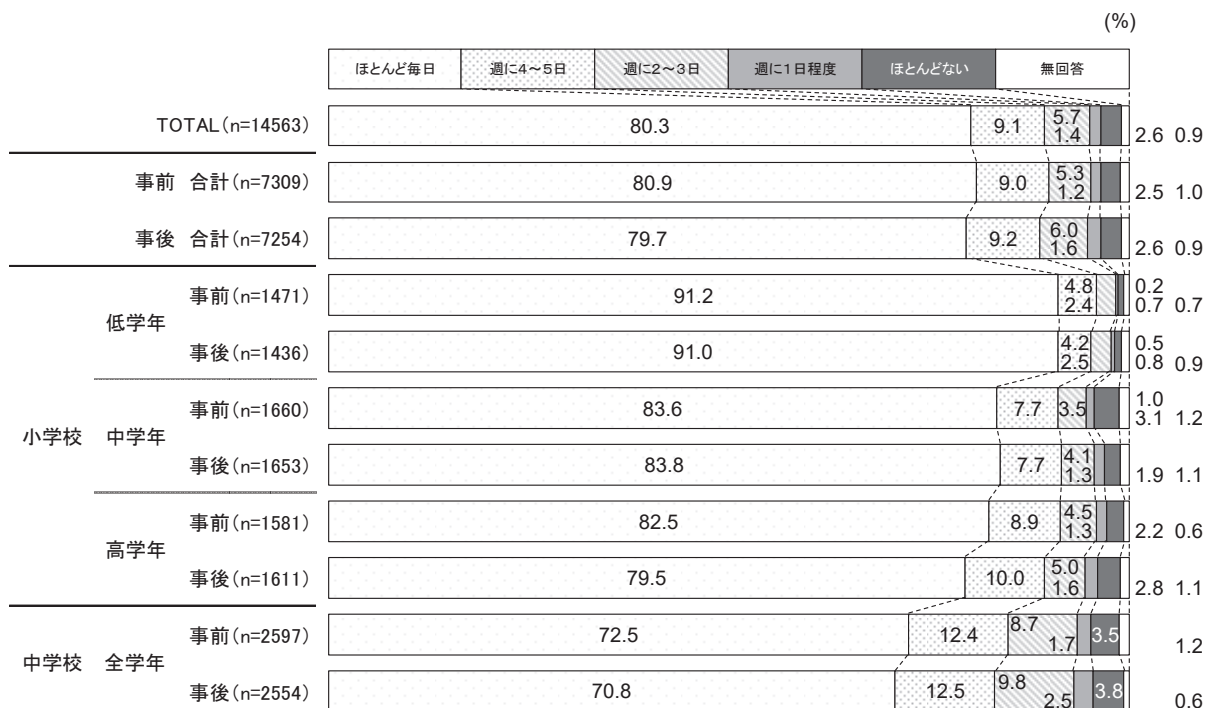 (%)
ほとんど毎日 週に4～5日 週に2～3日 週に1日程度 ほとんどない 無回答
TOTAL(n=14563) 80.3 9.1 5.7 1.4 2.6 0.9
事前 合計(n=7309) 80.9 9.0 5.3 1.2 2.5 1.0
事後 合計(n=7254) 79.7 9.2 6.0 1.6 2.6 0.9
小学校
低学年
事前(n=1471) 91.2 4.8 2.4 0.2 0.7 0.7
事後(n=1436) 91.0 4.2 2.5 0.5 0.8 0.9
中学年
事前(n=1660) 83.6 7.7 3.5 1.0 3.1 1.2
事後(n=1653) 83.8 7.7 4.1 1.3 1.9 1.1
高学年
事前(n=1581) 82.5 8.9 4.5 1.3 2.2 0.6
事後(n=1611) 79.5 10.0 5.0 1.6 2.8 1.1
中学校 全学年
事前(n=2597) 72.5 12.4 8.7 1.7 3.5 1.2
事後(n=2554) 70.8 12.5 9.8 2.5 3.8 0.6